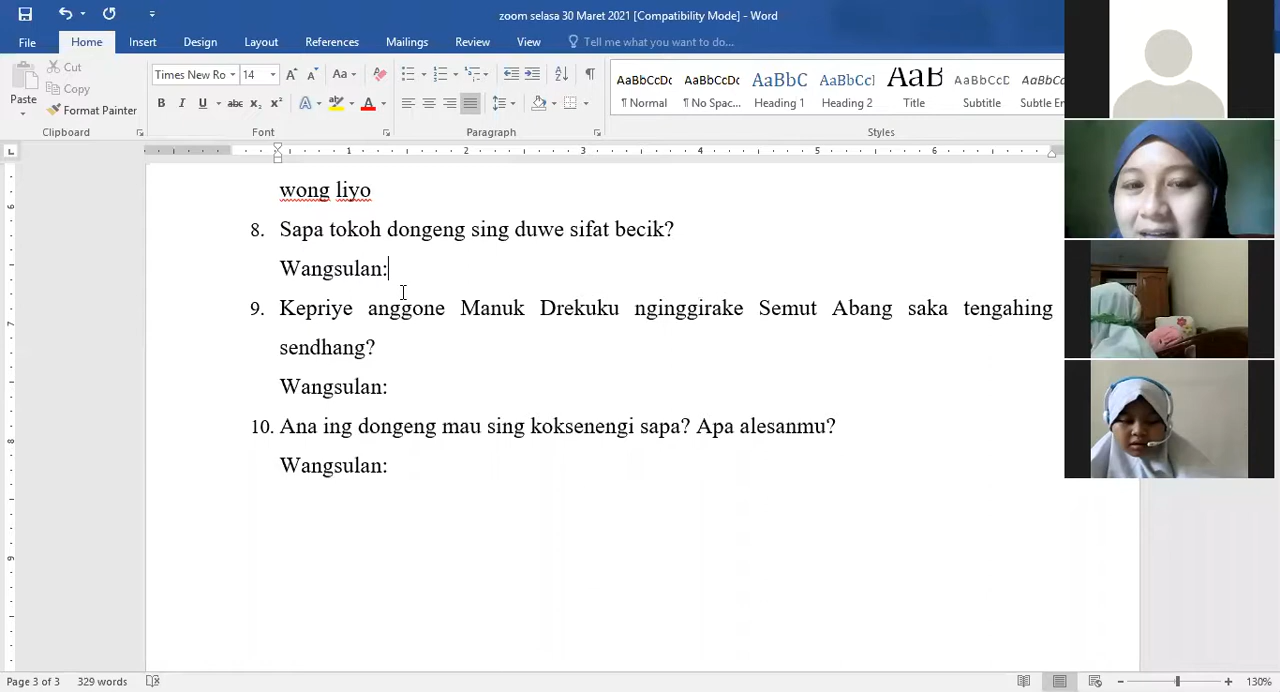 zoom selasa 30 Maret 2021 [Compatibility Mode] - Word
File Home Insert Design Layout References Mailings Review View Tell me what you want to do...
Paste
Cut
Copy
Format Painter
Clipboard
Times New Ro 14
Font
Paragraph
AaBbCcDc AaBbCcDc AaBbC AaBbCcI AaB AaBbCcD AaBbCcD
¶ Normal ¶ No Spac... Heading 1 Heading 2 Title Subtitle Subtle Em
Styles
wong liyo
8. Sapa tokoh dongeng sing duwe sifat becik?
Wangsulan:
9. Kepriye anggone Manuk Drekuku nginggirake Semut Abang saka tengahing
sendhang?
Wangsulan:
10. Ana ing dongeng mau sing koksenengi sapa? Apa alesanmu?
Wangsulan:
Page 3 of 3 329 words 130%